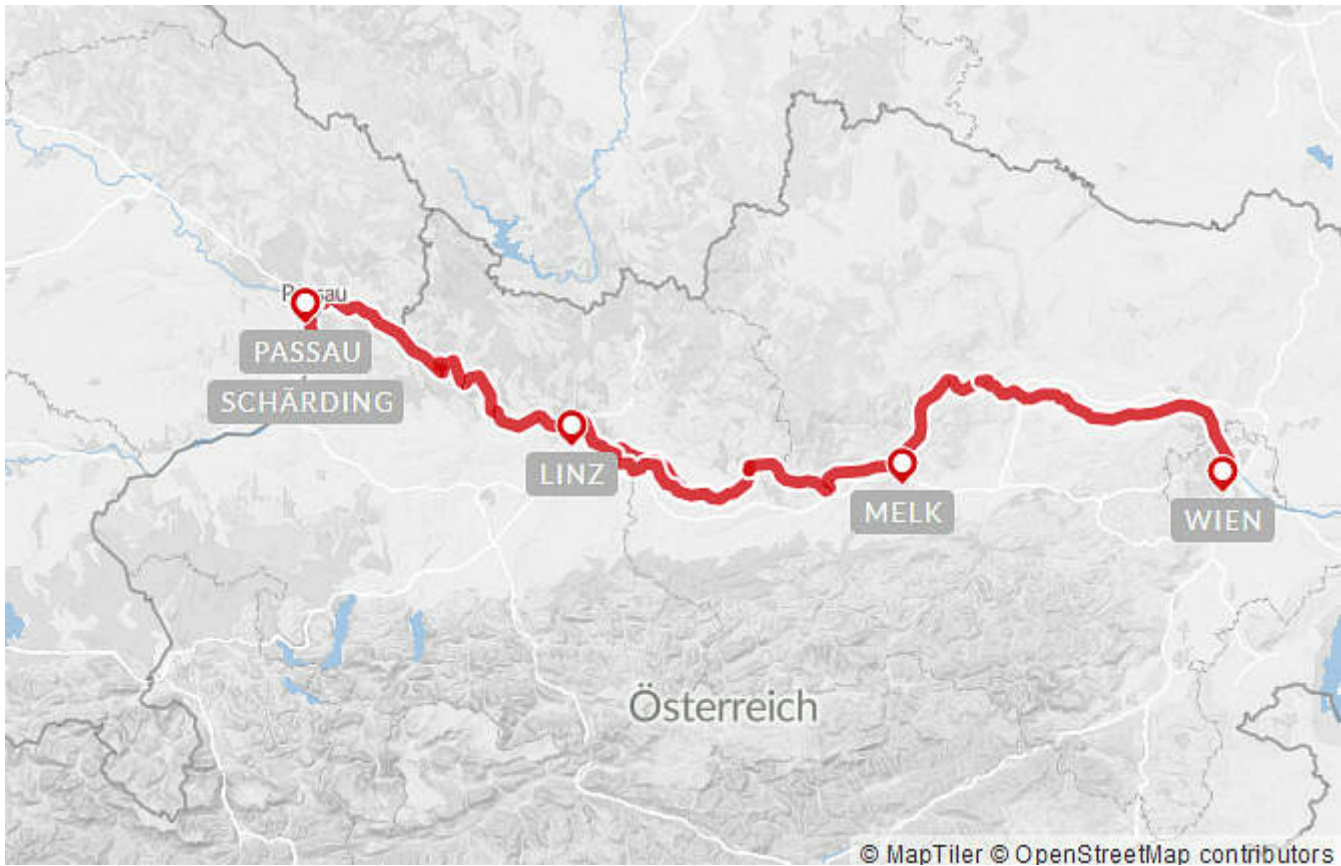 Passau
PASSAU
SCHÄRDING
LINZ
MELK
WIEN
Österreich
© MapTiler © OpenStreetMap contributors